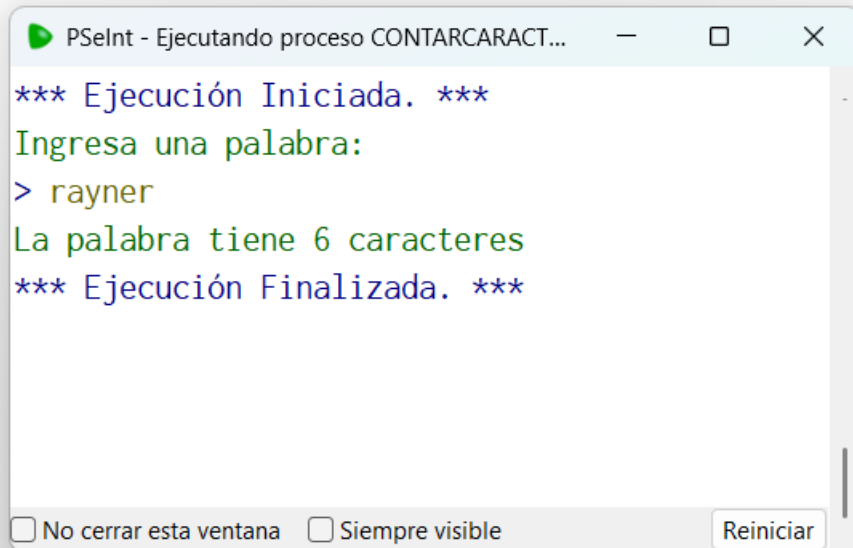 PSeInt - Ejecutando proceso CONTARCARACT...
*** Ejecución Iniciada. ***
Ingresa una palabra:
> rayner
La palabra tiene 6 caracteres
*** Ejecución Finalizada. ***
No cerrar esta ventana Siempre visible Reiniciar